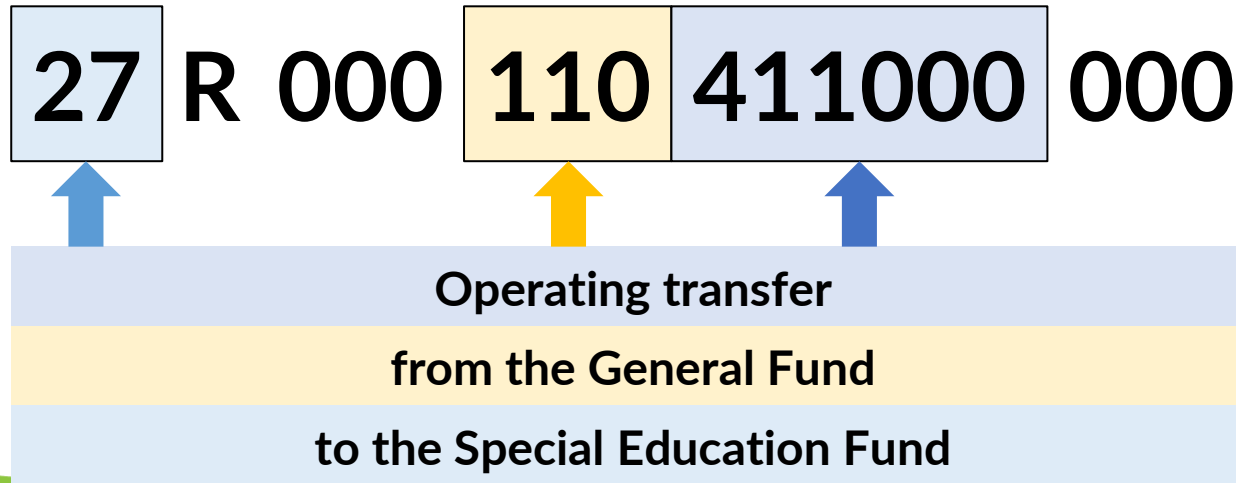 27 R 000 110 411000 000
Operating transfer
from the General Fund
to the Special Education Fund